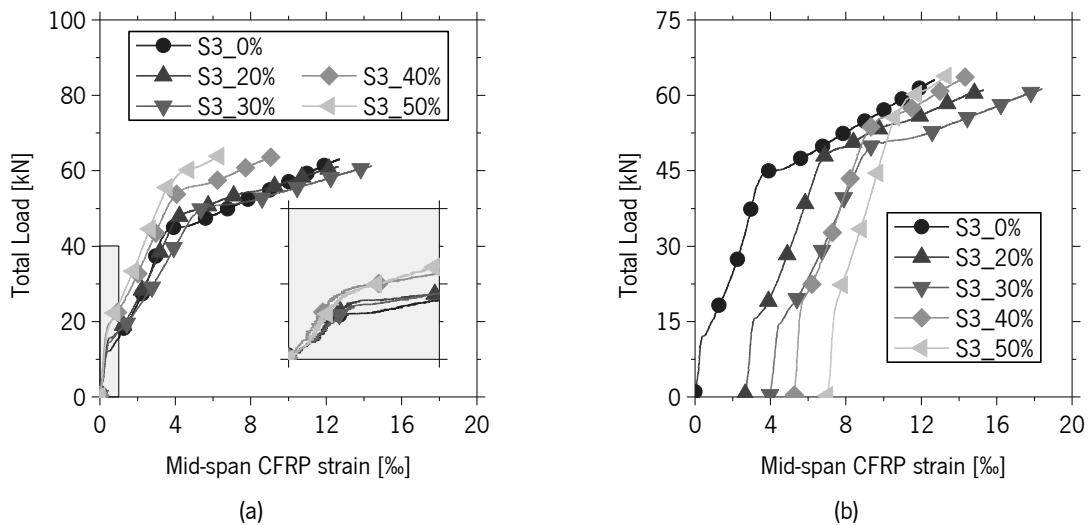 100
80
60
40
20
0
0 4 8 12 16 20
Total Load [kN]
Mid-span CFRP strain [‰]
S3_0%
S3_20% S3_40%
S3_30% S3_50%
(a)
75
60
45
30
15
0
0 4 8 12 16 20
Total Load [kN]
Mid-span CFRP strain [‰]
S3_0%
S3_20%
S3_30%
S3_40%
S3_50%
(b)